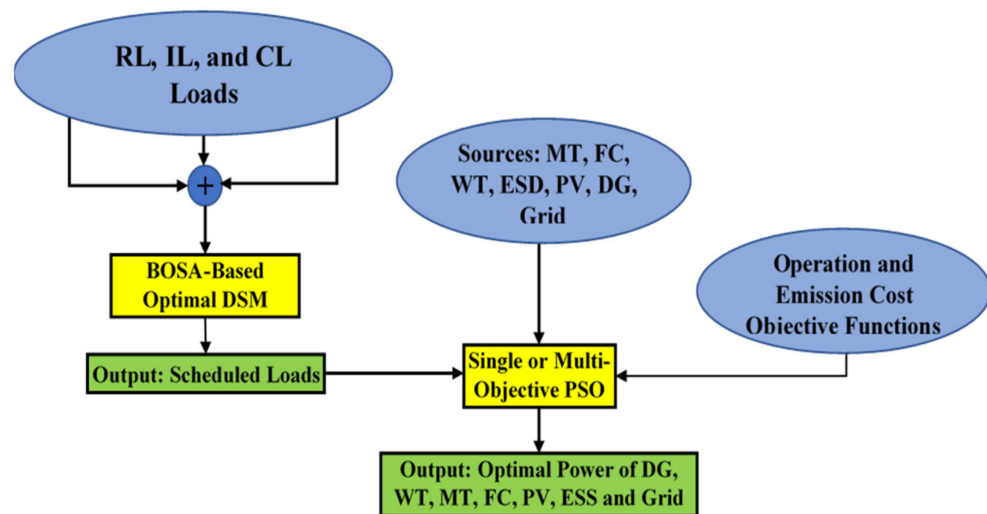 RL, IL, and CL
Loads
Sources: MT, FC,
WT, ESD, PV, DG,
Grid
+
Operation and
Emission Cost
Objective Functions
BOSA-Based
Optimal DSM
Output: Scheduled Loads
Single or Multi-
Objective PSO
Output: Optimal Power of DG,
WT, MT, FC, PV, ESS and Grid